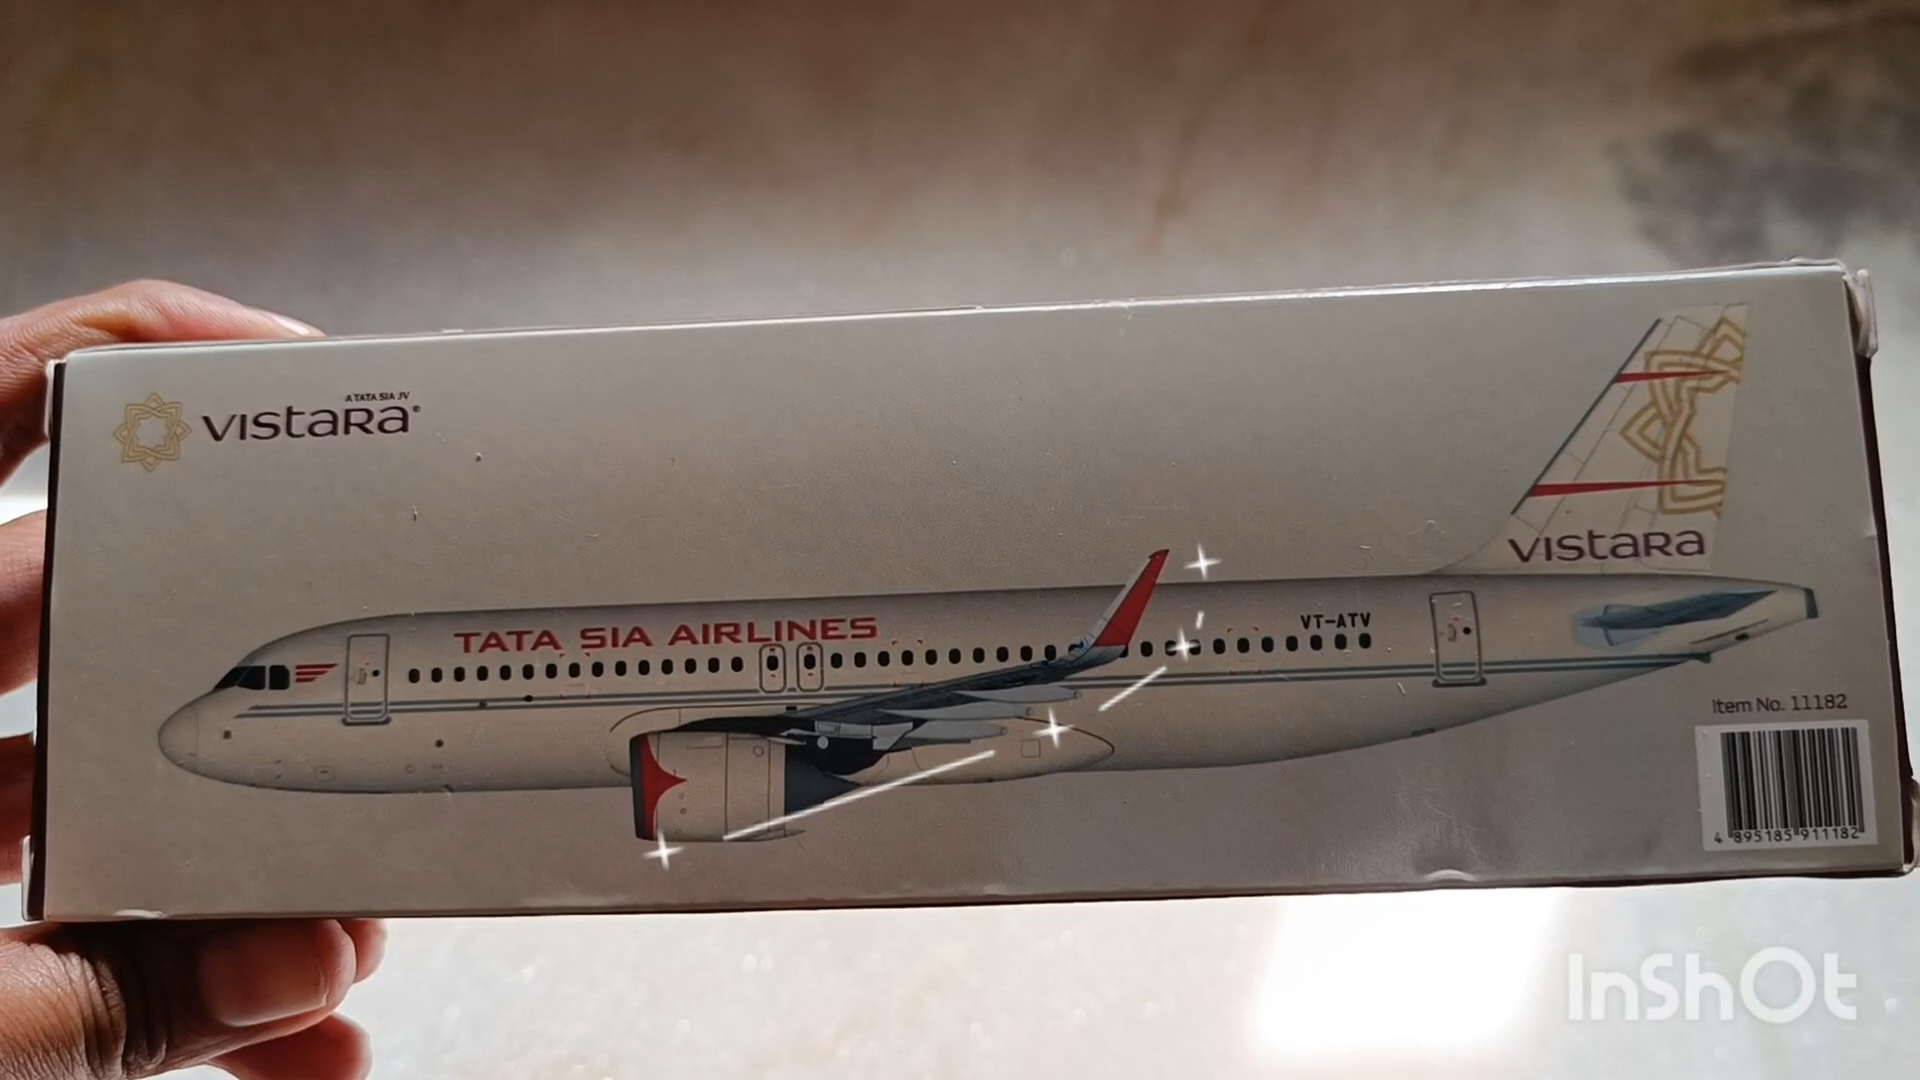 A TATA SIA JV
VISTARA®
VISTARA
TATA SIA AIRLINES
VT-ATV
Item No. 11182
4 895185 911182
InShOt